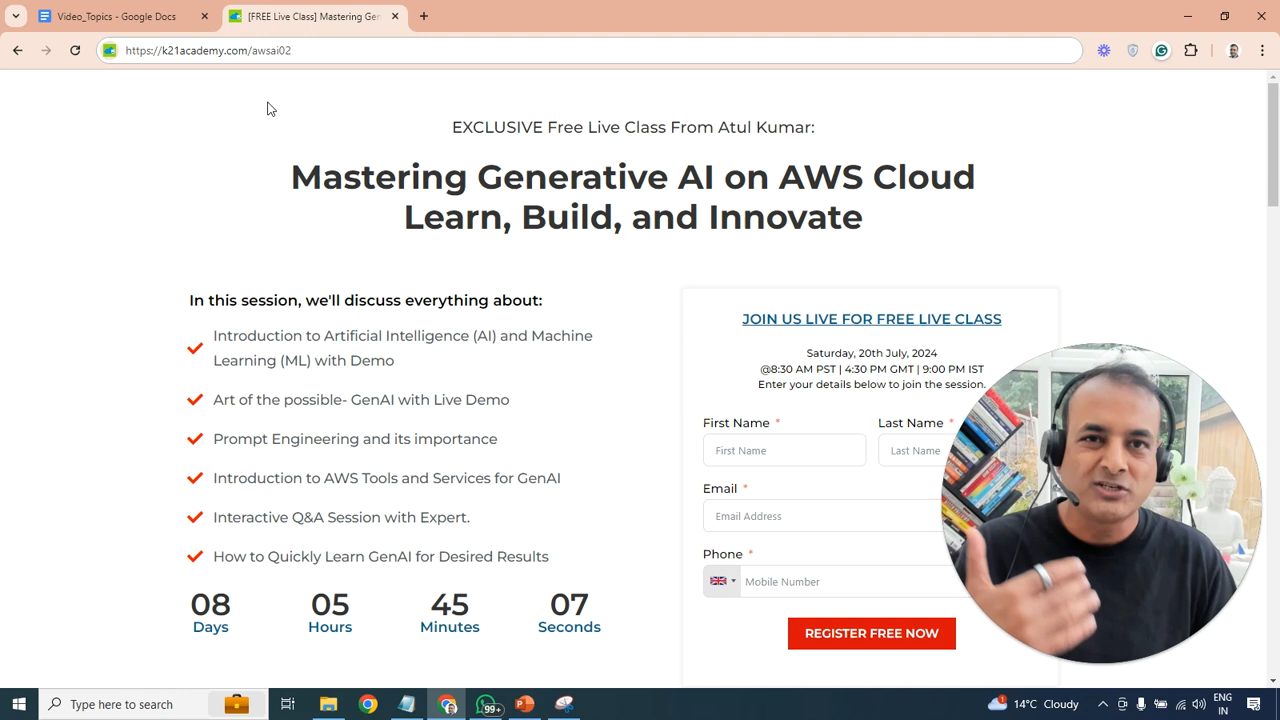 Video_Topics - Google Docs
[FREE Live Class] Mastering Gen
https://k21academy.com/awsai02
EXCLUSIVE Free Live Class From Atul Kumar:
Mastering Generative AI on AWS Cloud
Learn, Build, and Innovate
In this session, we'll discuss everything about:
Introduction to Artificial Intelligence (AI) and Machine
Learning (ML) with Demo
Art of the possible- GenAI with Live Demo
Prompt Engineering and its importance
Introduction to AWS Tools and Services for GenAI
Interactive Q&A Session with Expert.
How to Quickly Learn GenAI for Desired Results
08 05 45 07
Days Hours Minutes Seconds
JOIN US LIVE FOR FREE LIVE CLASS
Saturday, 20th July, 2024
@8:30 AM PST | 4:30 PM GMT | 9:00 PM IST
Enter your details below to join the session.
First Name * Last Name *
First Name Last Name
Email *
Email Address
Phone *
Mobile Number
REGISTER FREE NOW
Type here to search
99+
14°C Cloudy
ENG
IN